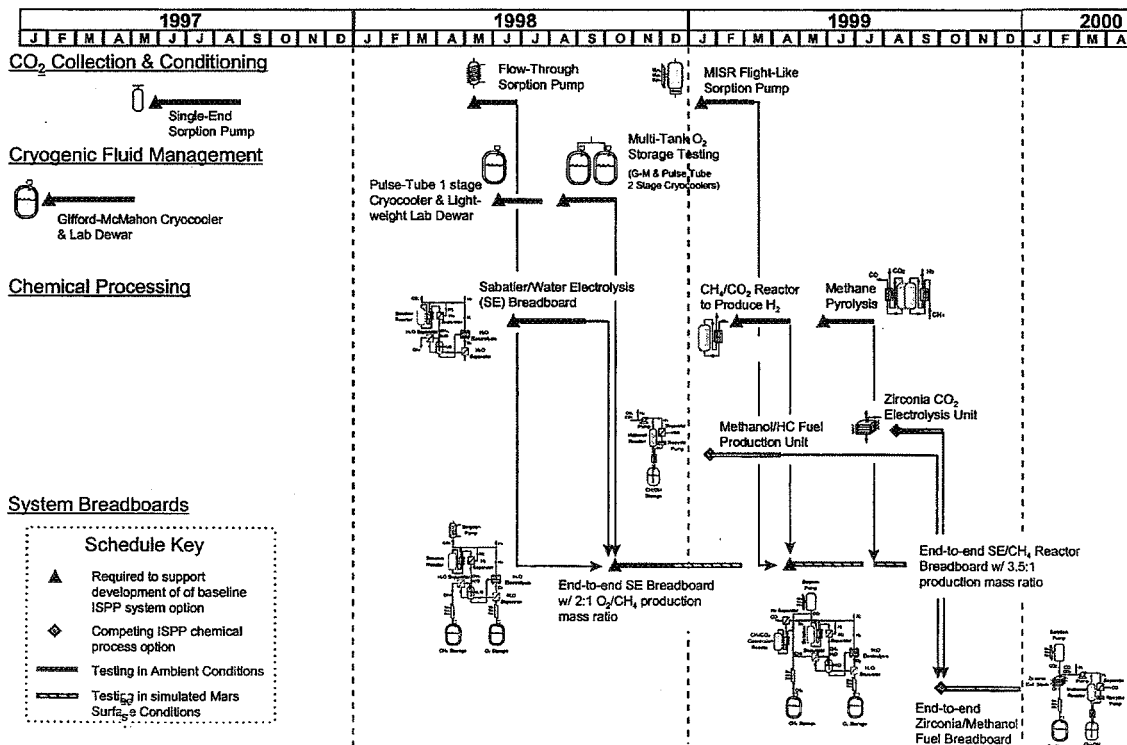 1997 1998 1999 2000
J F M A M J J A S O N D J F M A M J J A S O N D J F M A M J J A S O N D J F M A
CO2 Collection & Conditioning
Single-End
Sorption Pump
Flow-Through
Sorption Pump
MISR Flight-Like
Sorption Pump
Cryogenic Fluid Management
Gifford-McMahon Cryocooler
& Lab Dewar
Pulse-Tube 1 stage
Cryocooler & Light-
weight Lab Dewar
Multi-Tank O2
Storage Testing
(G-M & Pulse Tube
2 Stage Cryocoolers)
Chemical Processing
Sabatier/Water Electrolysis
(SE) Breadboard
CH4/CO2 Reactor
to Produce H2
Methane
Pyrolysis
CO CO2 H2
CH4
Zirconia CO2
Electrolysis Unit
Methanol/HC Fuel
Production Unit
System Breadboards
Schedule Key
Required to support
development of of baseline
ISPP system option
Competing ISPP chemical
process option
Testing in Ambient Conditions
Testing in simulated Mars
Surface Conditions
End-to-end SE Breadboard
w/ 2:1 O2/CH4 production
mass ratio
End-to-end SE/CH4 Reactor
Breadboard w/ 3.5:1
production mass ratio
End-to-end
Zirconia/Methanol
Fuel Breadboard